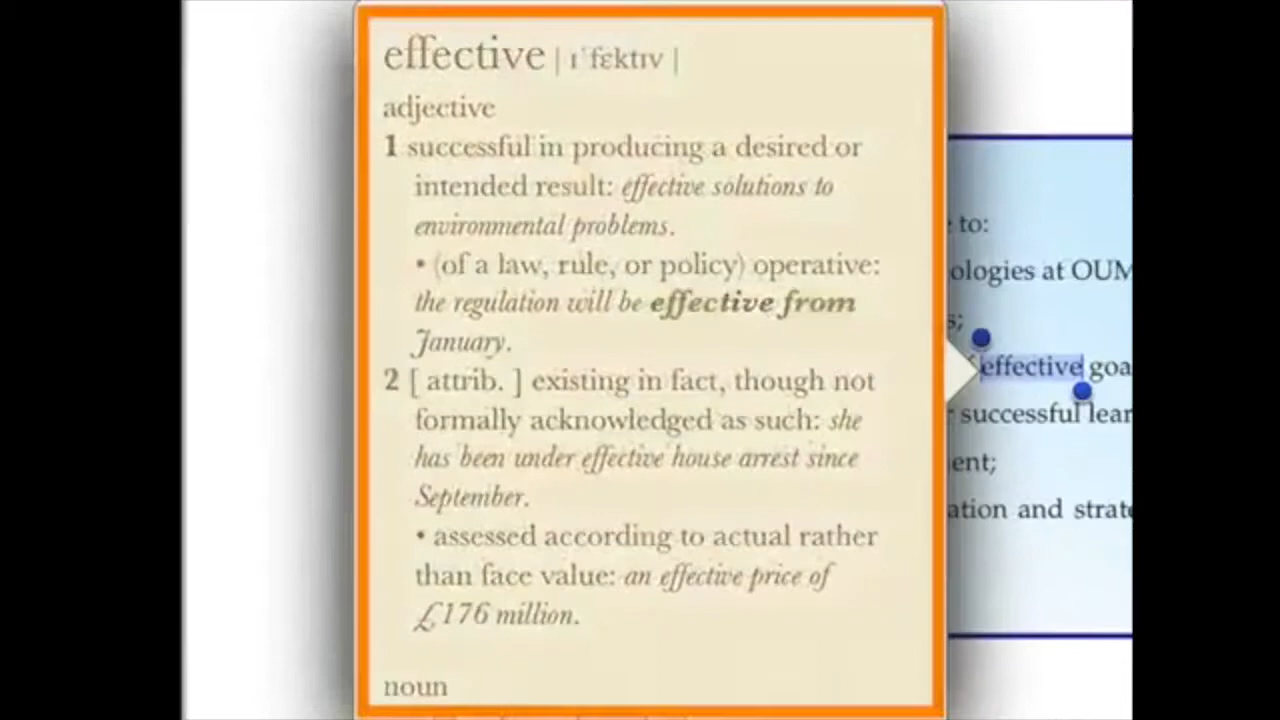 effective | ɪˈfɛktɪv |
adjective
1 successful in producing a desired or
intended result: effective solutions to
environmental problems.
• (of a law, rule, or policy) operative:
the regulation will be effective from
January.
2 [ attrib. ] existing in fact, though not
formally acknowledged as such: she
has been under effective house arrest since
September.
• assessed according to actual rather
than face value: an effective price of
£176 million.
noun
to:
ologies at OUM
s;
effective goa
successful lear
ent;
ation and strate